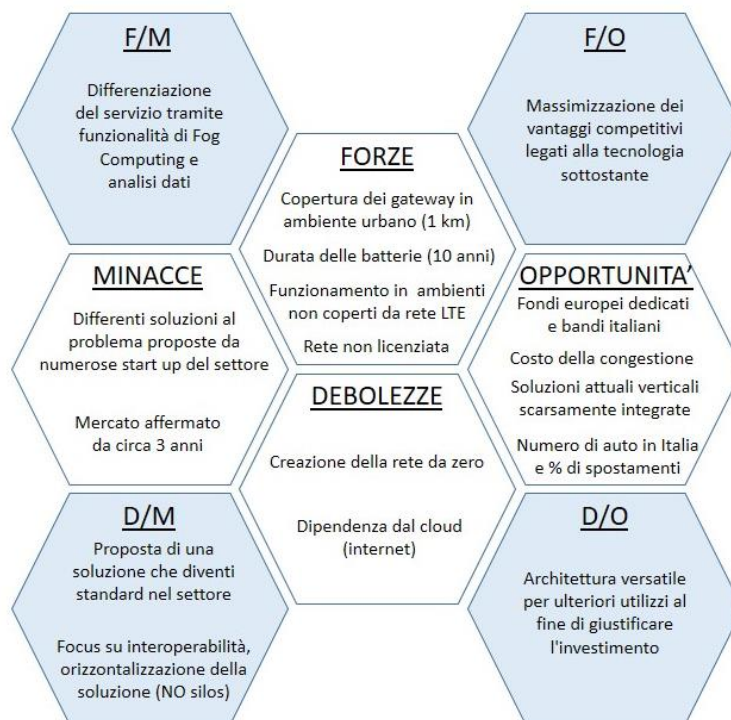 F/M
Differenziazione
del servizio tramite
funzionalità di Fog
Computing e
analisi dati
F/O
Massimizzazione dei
vantaggi competitivi
legati alla tecnologia
sottostante
FORZE
Copertura dei gateway in
ambiente urbano (1 km)
Durata delle batterie (10 anni)
Funzionamento in ambienti
non coperti da rete LTE
Rete non licenziata
MINACCE
Differenti soluzioni al
problema proposte da
numerose start up del settore
Mercato affermato
da circa 3 anni
OPPORTUNITA’
Fondi europei dedicati
e bandi italiani
Costo della congestione
Soluzioni attuali verticali
scarsamente integrate
Numero di auto in Italia
e % di spostamenti
DEBOLEZZE
Creazione della rete da zero
Dipendenza dal cloud
(internet)
D/M
Proposta di una
soluzione che diventi
standard nel settore
Focus su interoperabilità,
orizzontalizzazione della
soluzione (NO silos)
D/O
Architettura versatile
per ulteriori utilizzi al
fine di giustificare
l'investimento